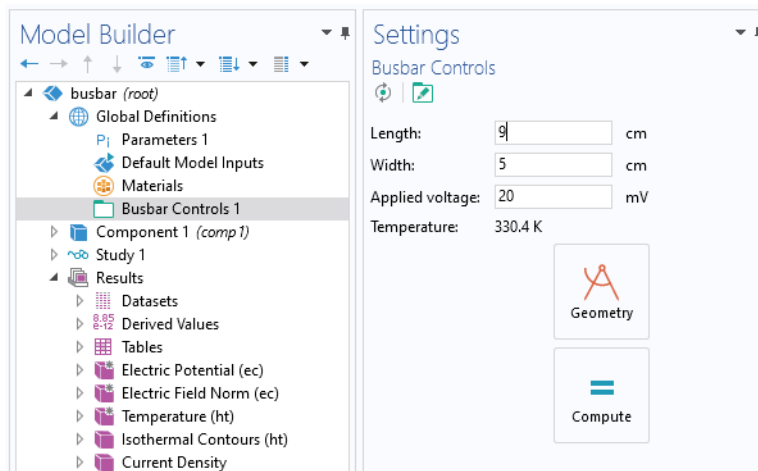 Model Builder
busbar (root)
Global Definitions
Pi Parameters 1
Default Model Inputs
Materials
Busbar Controls 1
Component 1 (comp1)
Study 1
Results
Datasets
8.85
e-12 Derived Values
Tables
Electric Potential (ec)
Electric Field Norm (ec)
Temperature (ht)
Isothermal Contours (ht)
Current Density
Settings
Busbar Controls
Length: 9 cm
Width: 5 cm
Applied voltage: 20 mV
Temperature: 330.4 K
Geometry
Compute